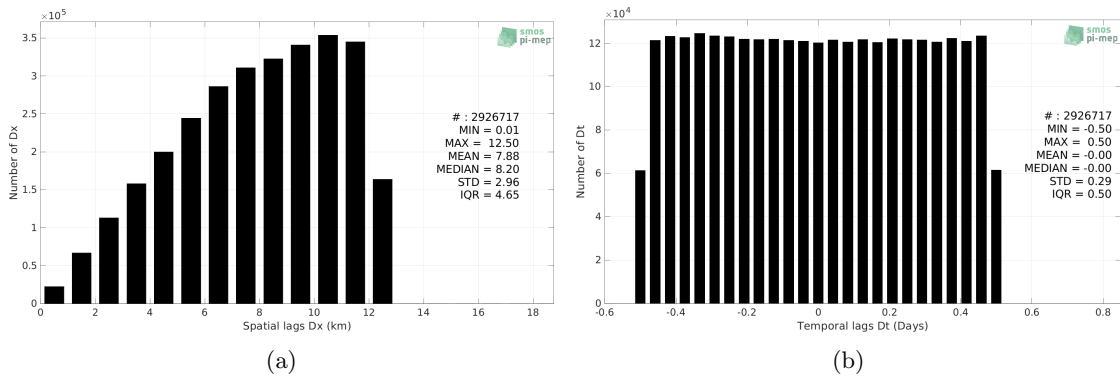 ×10⁵
3.5
3
2.5
2
1.5
1
0.5
0
Number of Dx
smos
pi-mep
# : 2926717
MIN = 0.01
MAX = 12.50
MEAN = 7.88
MEDIAN = 8.20
STD = 2.96
IQR = 4.65
0 2 4 6 8 10 12 14 16 18
Spatial lags Dx (km)
(a)
×10⁴
12
10
8
6
4
2
0
Number of Dt
smos
pi-mep
# : 2926717
MIN = -0.50
MAX = 0.50
MEAN = -0.00
MEDIAN = -0.00
STD = 0.29
IQR = 0.50
-0.6 -0.4 -0.2 0 0.2 0.4 0.6 0.8
Temporal lags Dt (Days)
(b)